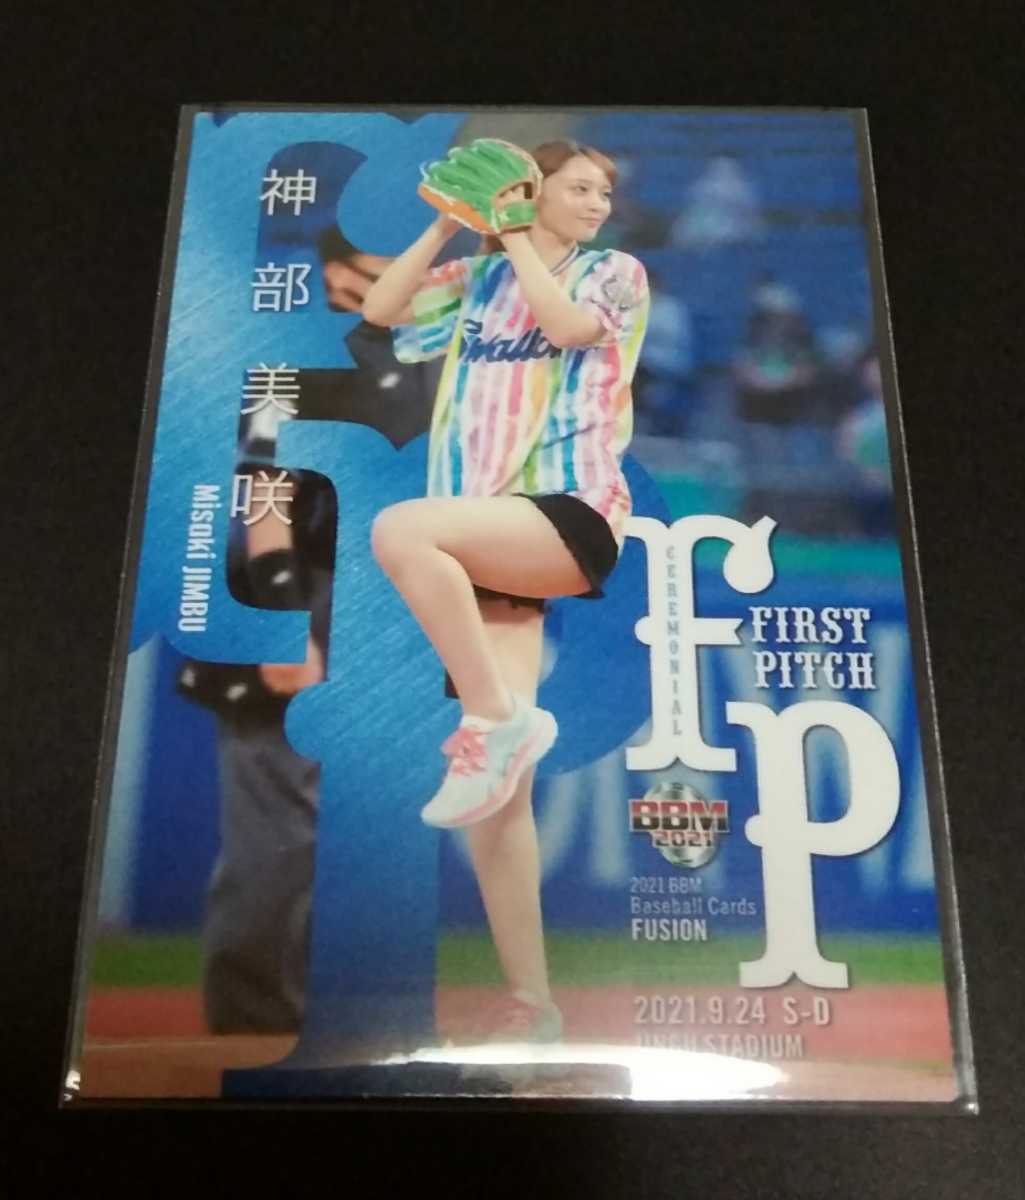 神部美咲
Misaki JIMBU
Swallows
fp
CEREMONIAL
FIRST
PITCH
BBM
2021
2021 BBM
Baseball Cards
FUSION
2021.9.24 S-D
JINGU STADIUM